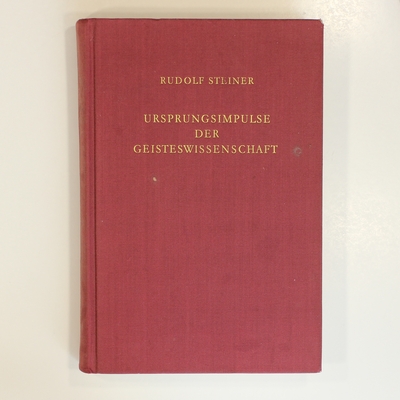 RUDOLF STEINER
URSPRUNGSIMPULSE
DER
GEISTESWISSENSCHAFT